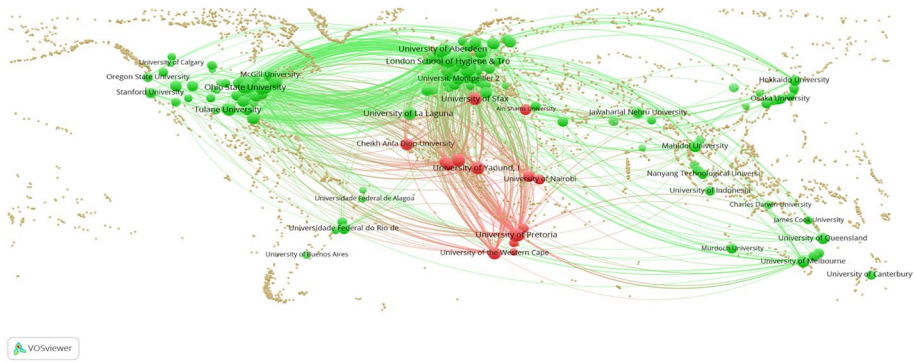 University of Aberdeen
London School of Hygiene & Tro
University of Calgary
McGill University
Oregon State University
Ohio State University
Stanford University
Tulane University
Universit Montpellier 2
University of Sfax
Ain Shams University
University of La Laguna
Hokkaido University
Osaka University
Jawaharlal Nehru University
Cheikh Anta Diop University
Mahidol University
University of Yaound, I
University of Nairobi
Nanyang Technological Universi
University of Indonesia
Universidade Federal de Alagoa
Charles Darwin University
James Cook University
Universidade Federal do Rio de
University of Pretoria
University of Queensland
University of Buenos Aires
University of the Western Cape
Murdoch University
University of Melbourne
University of Canterbury
VOSviewer